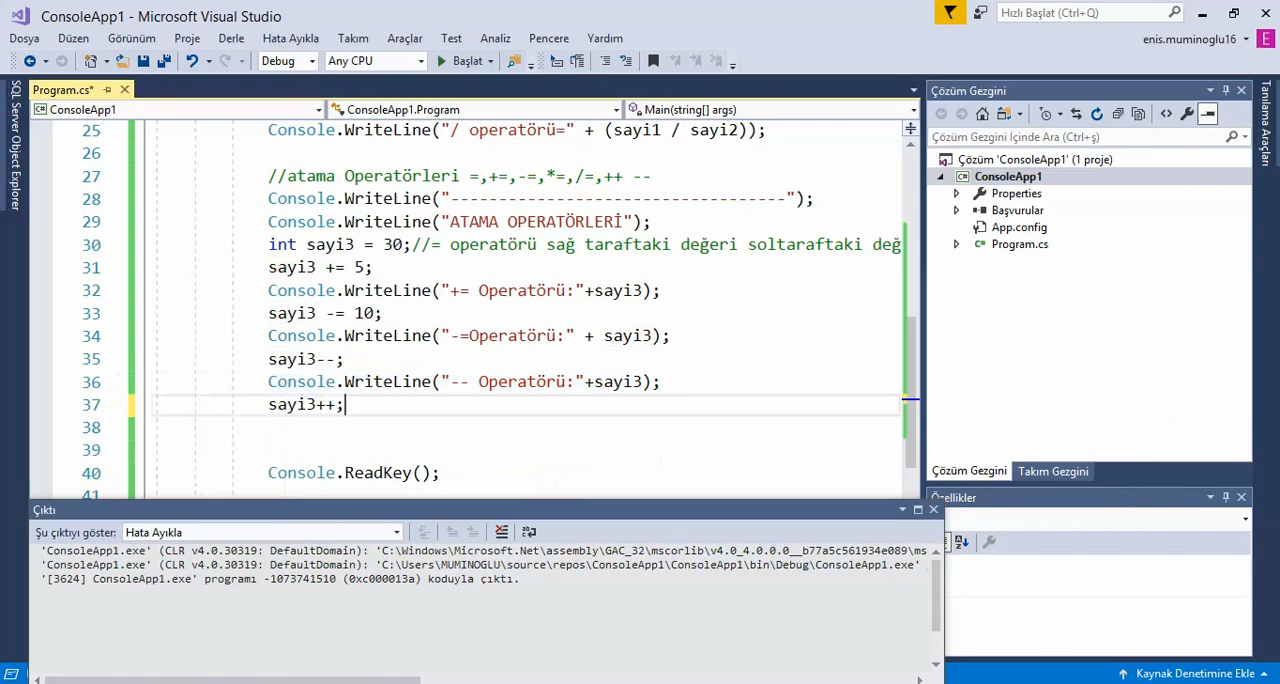 ConsoleApp1 - Microsoft Visual Studio
Hızlı Başlat (Ctrl+Q)
Dosya Düzen Görünüm Proje Derle Hata Ayıkla Takım Araçlar Test Analiz Pencere Yardım
enis.muminoglu16 E
Debug Any CPU Başlat
SQL Server Object Explorer
Program.cs*
ConsoleApp1 ConsoleApp1.Program Main(string[] args)
25 Console.WriteLine("/ operatörü=" + (sayi1 / sayi2));
26
27 //atama Operatörleri =,+=,-=,*=,/=,++ --
28 Console.WriteLine("-----------------------------------");
29 Console.WriteLine("ATAMA OPERATÖRLERİ");
30 int sayi3 = 30;//= operatörü sağ taraftaki değeri soltaraftaki değ
31 sayi3 += 5;
32 Console.WriteLine("+= Operatörü:"+sayi3);
33 sayi3 -= 10;
34 Console.WriteLine("-=Operatörü:" + sayi3);
35 sayi3--;
36 Console.WriteLine("-- Operatörü:"+sayi3);
37 sayi3++;
38
39
40 Console.ReadKey();
41
Çıktı
Şu çıktıyı göster: Hata Ayıkla
'ConsoleApp1.exe' (CLR v4.0.30319: DefaultDomain): 'C:\Windows\Microsoft.Net\assembly\GAC_32\mscorlib\v4.0_4.0.0.0__b77a5c561934e089\ms
'ConsoleApp1.exe' (CLR v4.0.30319: DefaultDomain): 'C:\Users\MUMINOGLU\source\repos\ConsoleApp1\ConsoleApp1\bin\Debug\ConsoleApp1.exe'
'[3624] ConsoleApp1.exe' programı -1073741510 (0xc000013a) koduyla çıktı.
Çözüm Gezgini
Çözüm Gezgini İçinde Ara (Ctrl+ş)
Çözüm 'ConsoleApp1' (1 proje)
ConsoleApp1
Properties
Başvurular
App.config
Program.cs
Çözüm Gezgini Takım Gezgini
Özellikler
Tanılama Araçları
Kaynak Denetimine Ekle